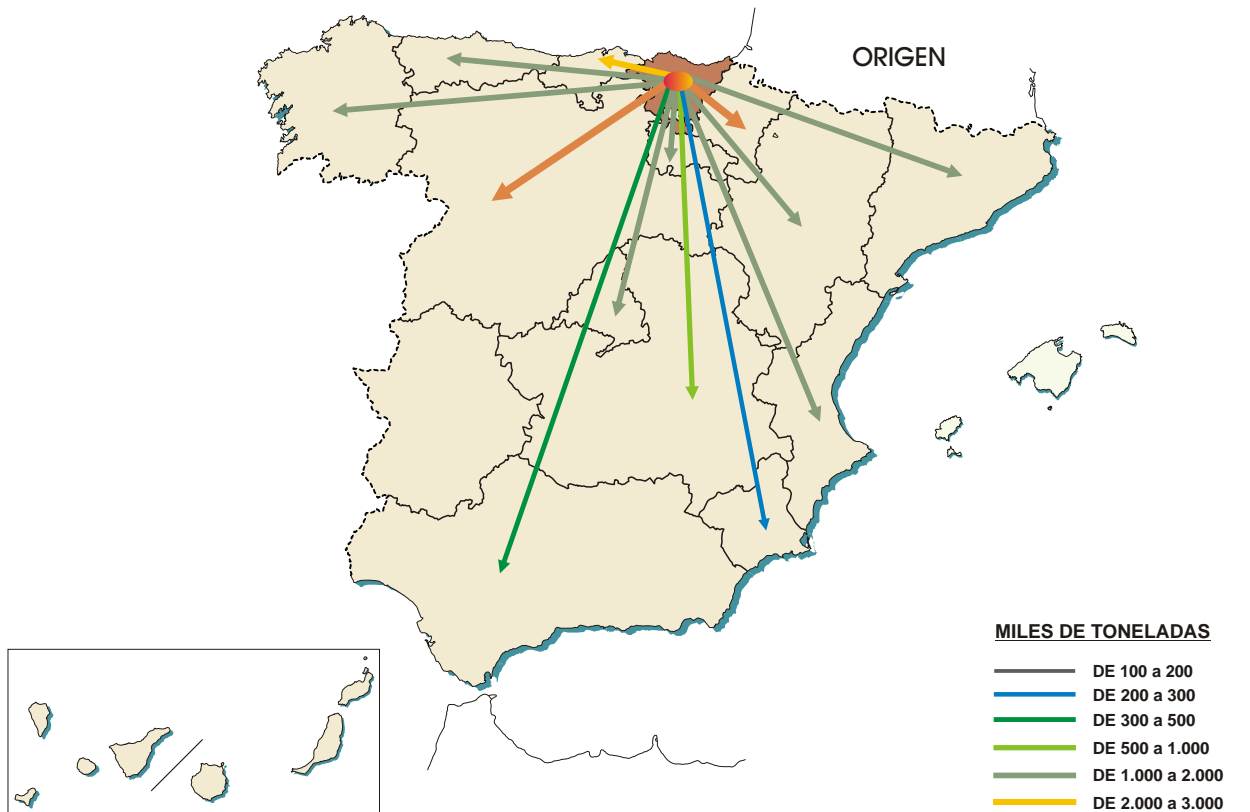 ORIGEN
MILES DE TONELADAS
DE 100 a 200
DE 200 a 300
DE 300 a 500
DE 500 a 1.000
DE 1.000 a 2.000
DE 2.000 a 3.000